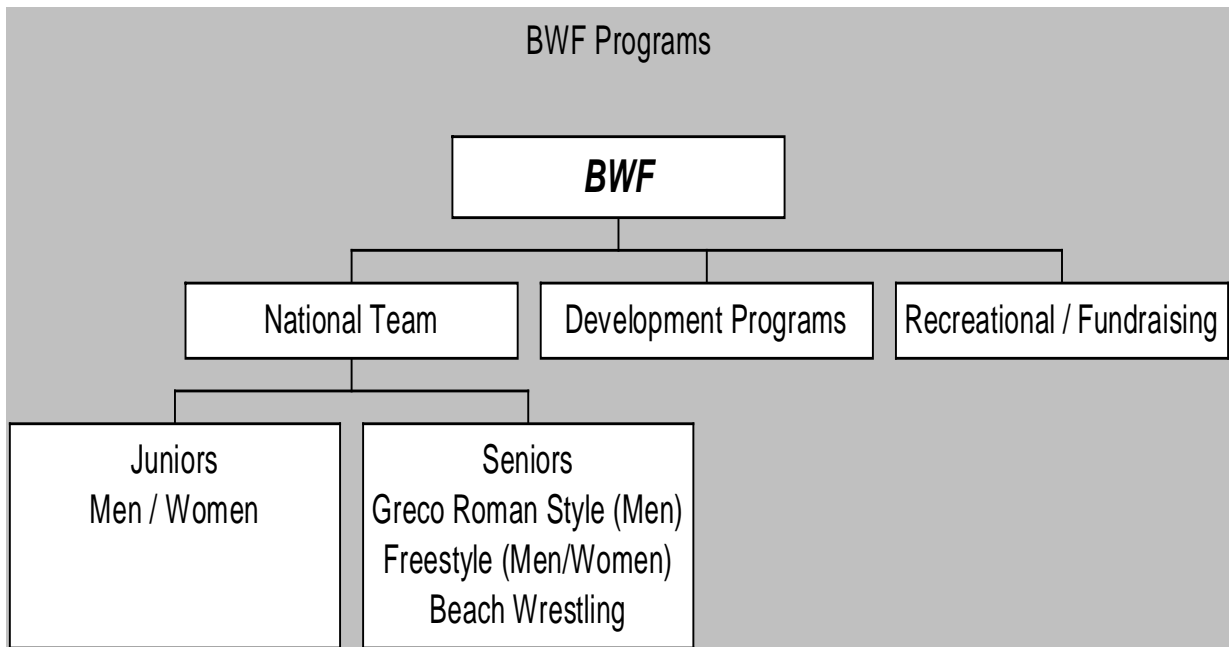 BWF Programs
BWF
National Team
Development Programs
Recreational / Fundraising
Juniors
Men / Women
Seniors
Greco Roman Style (Men)
Freestyle (Men/Women)
Beach Wrestling